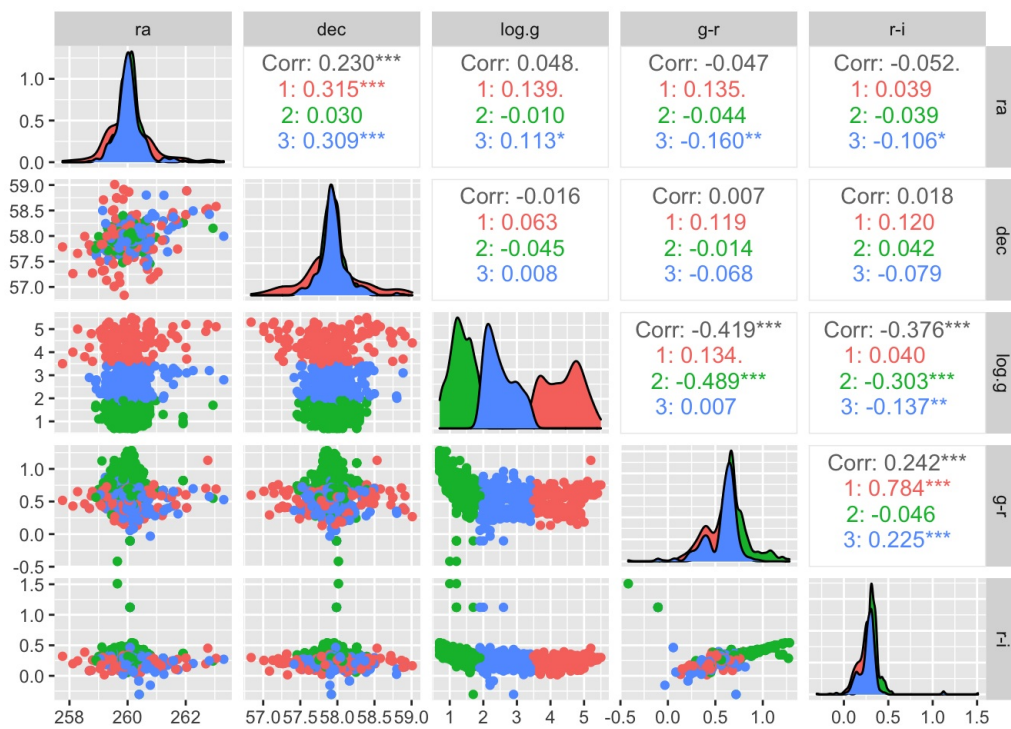 ra dec log.g g-r r-i
1.0
0.5
0.0
Corr: 0.230***
1: 0.315***
2: 0.030
3: 0.309***
Corr: 0.048.
1: 0.139.
2: -0.010
3: 0.113*
Corr: -0.047
1: 0.135.
2: -0.044
3: -0.160**
Corr: -0.052.
1: 0.039
2: -0.039
3: -0.106*
ra
59.0
58.5
58.0
57.5
57.0
Corr: -0.016
1: 0.063
2: -0.045
3: 0.008
Corr: 0.007
1: 0.119
2: -0.014
3: -0.068
Corr: 0.018
1: 0.120
2: 0.042
3: -0.079
dec
5
4
3
2
1
Corr: -0.419***
1: 0.134.
2: -0.489***
3: 0.007
Corr: -0.376***
1: 0.040
2: -0.303***
3: -0.137**
log.g
1.0
0.5
0.0
-0.5
Corr: 0.242***
1: 0.784***
2: -0.046
3: 0.225***
g-r
1.5
1.0
0.5
0.0
r-i
258 260 262
57.0 57.5 58.0 58.5 59.0
1 2 3 4 5
-0.5 0.0 0.5 1.0
0.0 0.5 1.0 1.5